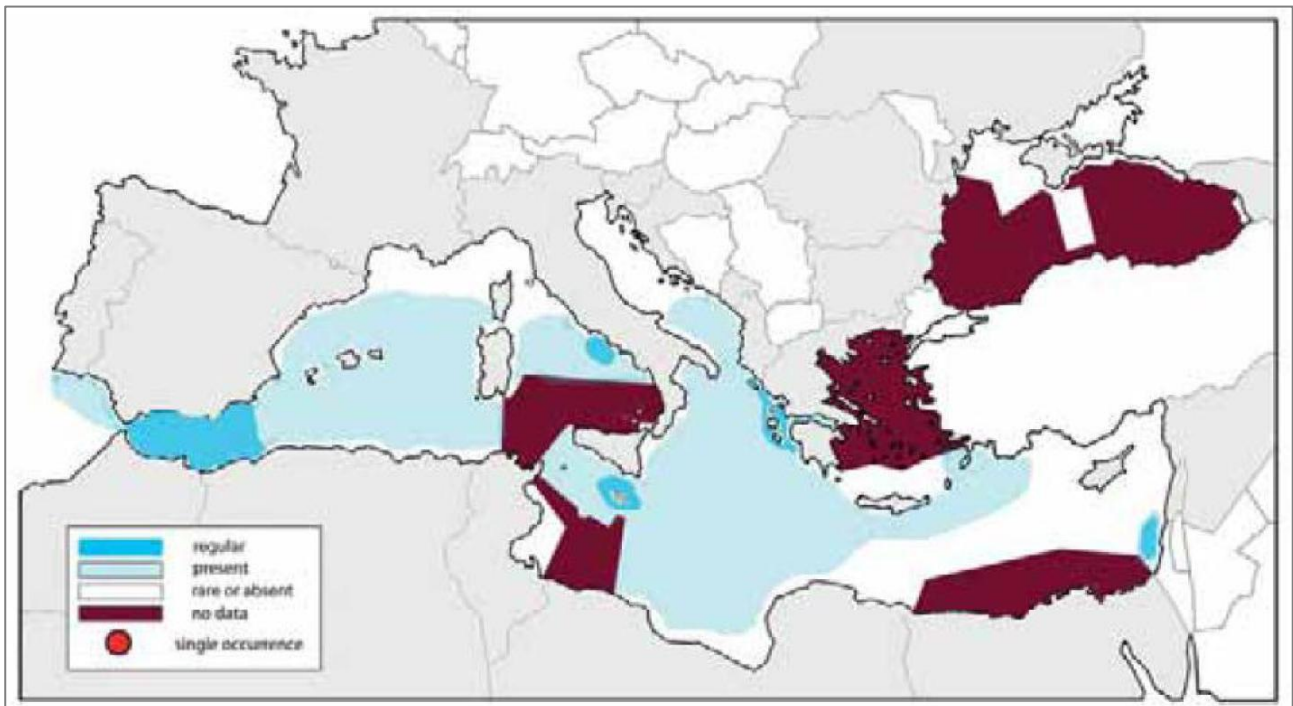 regular
present
rare or absent
no data
single occurrence